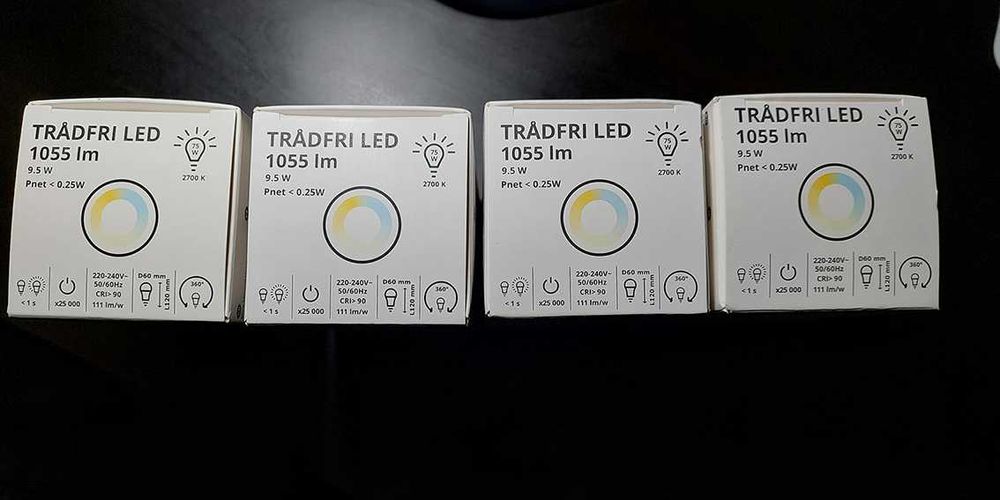 TRÅDFRI LED
1055 lm
9.5 W
Pnet < 0.25W
75
W
2700 K
< 1 s
x25 000
220-240V~
50/60Hz
CRI> 90
111 lm/w
D60 mm
L120 mm
360°
TRÅDFRI LED
1055 lm
9.5 W
Pnet < 0.25W
75
W
2700 K
< 1 s
x25 000
220-240V~
50/60Hz
CRI> 90
111 lm/w
D60 mm
L120 mm
360°
TRÅDFRI LED
1055 lm
9.5 W
Pnet < 0.25W
75
W
2700 K
< 1 s
x25 000
220-240V~
50/60Hz
CRI> 90
111 lm/w
D60 mm
L120 mm
360°
TRÅDFRI LED
1055 lm
9.5 W
Pnet < 0.25W
75
W
2700 K
< 1 s
x25 000
220-240V~
50/60Hz
CRI> 90
111 lm/w
D60 mm
L120 mm
360°